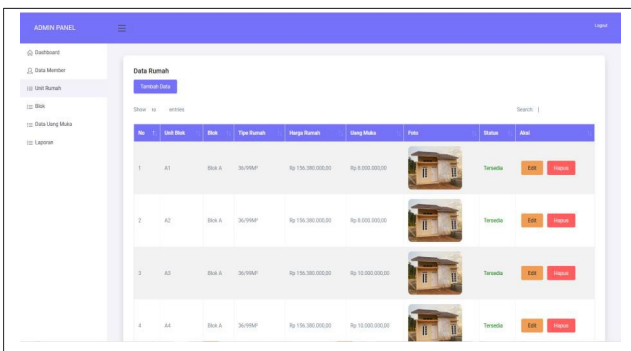 ADMIN PANEL
Logout
Dashboard
Data Member
Unit Rumah
Blok
Data Uang Muka
Laporan
Data Rumah
Tambah Data
Show 10 entries
Search:
No Unit Blok Blok Tipe Rumah Harga Rumah Uang Muka Foto Status Aksi
1 A1 Blok A 36/99M² Rp 156.380.000,00 Rp 8.000.000,00 Tersedia Edit Hapus
2 A2 Blok A 36/99M² Rp 156.380.000,00 Rp 8.000.000,00 Tersedia Edit Hapus
3 A3 Blok A 36/99M² Rp 156.380.000,00 Rp 10.000.000,00 Tersedia Edit Hapus
4 A4 Blok A 36/99M² Rp 156.380.000,00 Rp 10.000.000,00 Tersedia Edit Hapus